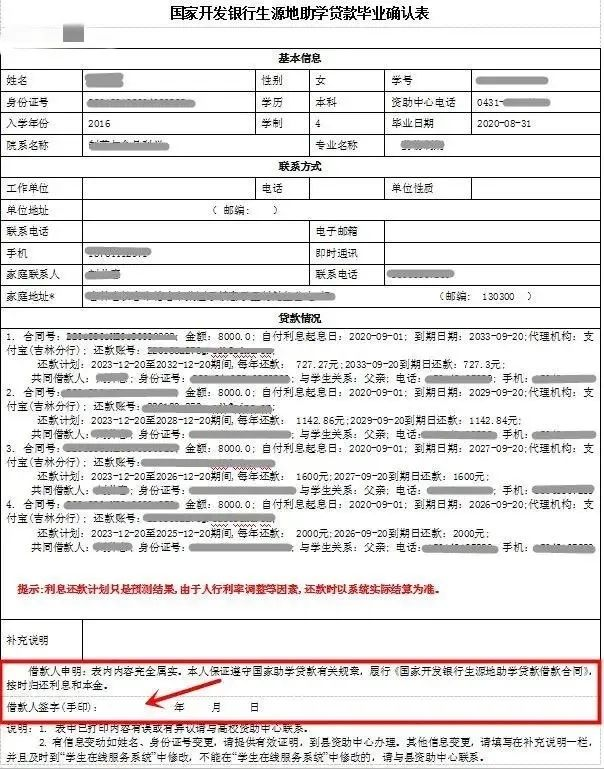 国家开发银行生源地助学贷款毕业确认表
基本信息
姓名 性别 女 学号
身份证号 学历 本科 资助中心电话 0431-
入学年份 2016 学制 4 毕业日期 2020-08-31
院系名称 专业名称
联系方式
工作单位 电话 单位性质
单位地址 （ 邮编： ）
联系电话 电子邮箱
手机 即时通讯
家庭联系人 联系电话
家庭地址* （邮编： 130300 ）
贷款情况
1. 合同号: 金额: 8000.0; 自付利息起息日: 2020-09-01; 到期日期: 2033-09-20;代理机构: 支
付宝(吉林分行); 还款账号:
还款计划: 2023-12-20至2032-12-20期间,每年还款: 727.27元;2033-09-20到期日还款: 727.3元;
共同借款人: 身份证号: ; 与学生关系: 父亲; 电话: ; 手机:
2. 合同号: 金额: 8000.0; 自付利息起息日: 2020-09-01; 到期日期: 2029-09-20;代理机构: 支
付宝(吉林分行); 还款账号:
还款计划: 2023-12-20至2028-12-20期间,每年还款: 1142.86元;2029-09-20到期日还款: 1142.84元;
共同借款人: 身份证号: ; 与学生关系: 父亲; 电话: 手机:
3. 合同号: 金额: 8000.0; 自付利息起息日: 2020-09-01; 到期日期: 2027-09-20;代理机构: 支
付宝(吉林分行); 还款账号:
还款计划: 2023-12-20至2026-12-20期间,每年还款: 1600元;2027-09-20到期日还款: 1600元;
共同借款人: 身份证号: ; 与学生关系: 父亲; 电话: ; 手机:
4. 合同号: 金额: 8000.0; 自付利息起息日: 2020-09-01; 到期日期: 2026-09-20;代理机构: 支
付宝(吉林分行); 还款账号:
还款计划: 2023-12-20至2025-12-20期间,每年还款: 2000元;2026-09-20到期日还款: 2000元;
共同借款人: 身份证号: ; 与学生关系: 父亲; 电话: 手机:
提示:利息还款计划只是预测结果,由于人行利率调整等因素,还款时以系统实际结算为准。
补充说明
借款人申明: 表内内容完全属实。本人保证遵守国家助学贷款有关规章, 履行《国家开发银行生源地助学贷款借款合同》,
按时归还利息和本金。
借款人签字(手印): 年 月 日
说明: 1. 表中已打印内容有误或有异议请与高校资助中心联系。
2. 有信息变动如姓名、身份证号变更, 请提供有效证明, 到县资助中心办理。其他信息变更, 请填写在补充说明一栏,
并且及时到“学生在线服务系统”中修改, 不能在“学生在线服务系统”中修改的, 请与县资助中心联系。